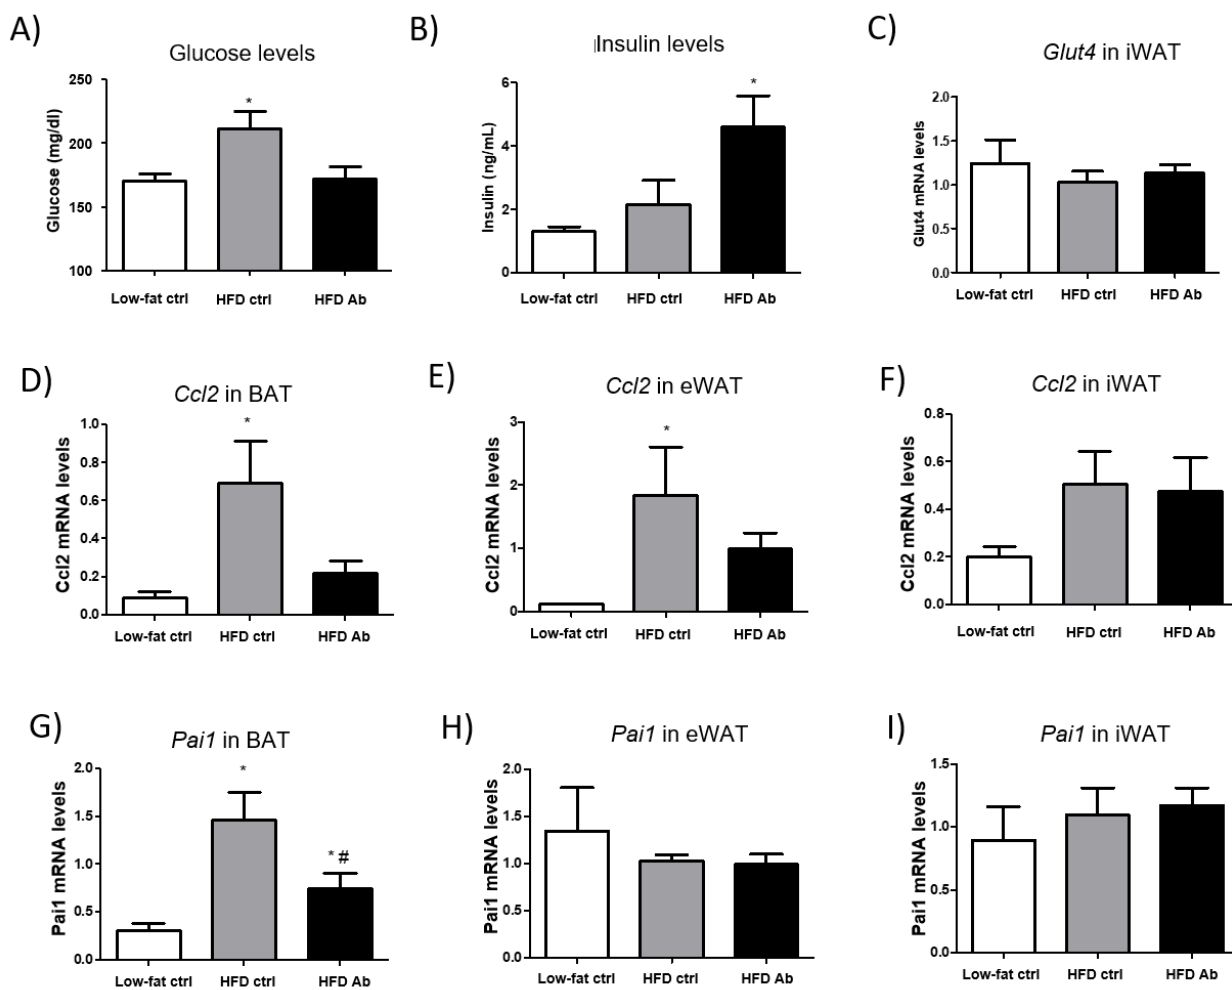 A)
Glucose levels
Glucose (mg/dl)
250
200
150
100
Low-fat ctrl
HFD ctrl
HFD Ab
*
B)
Insulin levels
Insulin (ng/mL)
6
4
2
0
Low-fat ctrl
HFD ctrl
HFD Ab
*
C)
Glut4 in iWAT
Glut4 mRNA levels
2.0
1.5
1.0
0.5
0.0
Low-fat ctrl
HFD ctrl
HFD Ab
D)
Ccl2 in BAT
Ccl2 mRNA levels
1.0
0.8
0.6
0.4
0.2
0.0
Low-fat ctrl
HFD ctrl
HFD Ab
*
E)
Ccl2 in eWAT
Ccl2 mRNA levels
3
2
1
0
Low-fat ctrl
HFD ctrl
HFD Ab
*
F)
Ccl2 in iWAT
Ccl2 mRNA levels
0.8
0.6
0.4
0.2
0.0
Low-fat ctrl
HFD ctrl
HFD Ab
G)
Pai1 in BAT
Pai1 mRNA levels
2.0
1.5
1.0
0.5
0.0
Low-fat ctrl
HFD ctrl
HFD Ab
*
* #
H)
Pai1 in eWAT
Pai1 mRNA levels
2.0
1.5
1.0
0.5
0.0
Low-fat ctrl
HFD ctrl
HFD Ab
I)
Pai1 in iWAT
Pai1 mRNA levels
1.5
1.0
0.5
0.0
Low-fat ctrl
HFD ctrl
HFD Ab